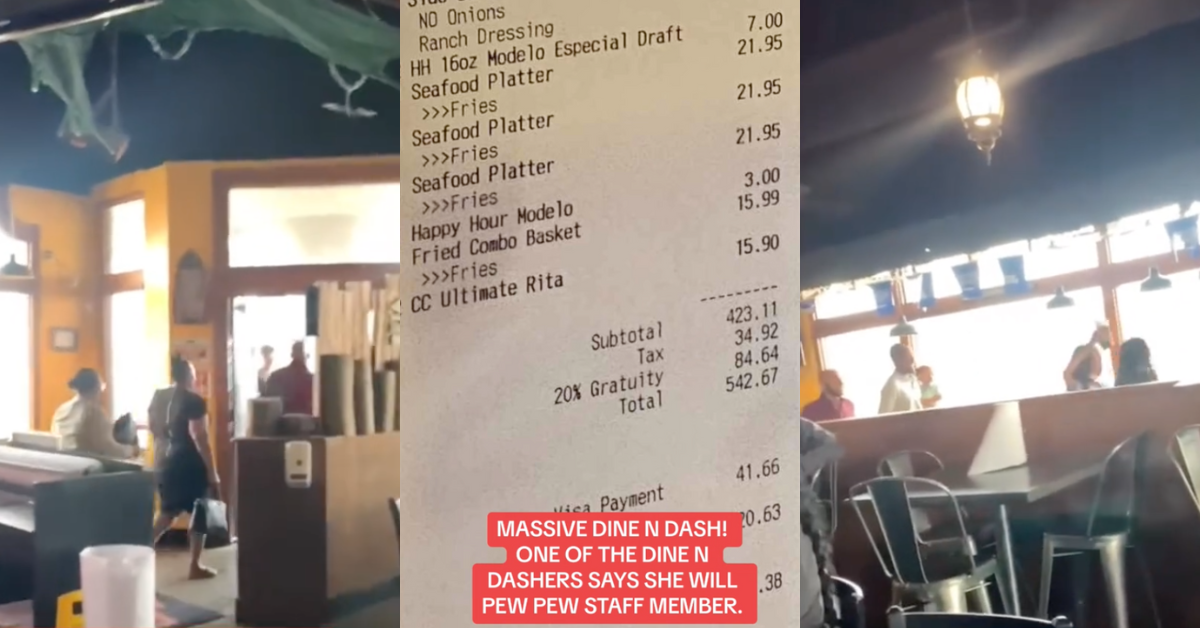 NO Onions
Ranch Dressing
HH 16oz Modelo Especial Draft 7.00
Seafood Platter 21.95
>>>Fries
Seafood Platter 21.95
>>>Fries
Seafood Platter 21.95
>>>Fries
Happy Hour Modelo 3.00
Fried Combo Basket 15.99
>>>Fries
CC Ultimate Rita 15.90
---------
Subtotal 423.11
Tax 34.92
20% Gratuity 84.64
Total 542.67
41.66
Visa Payment
MASSIVE DINE N DASH!
ONE OF THE DINE N
DASHERS SAYS SHE WILL
PEW PEW STAFF MEMBER.